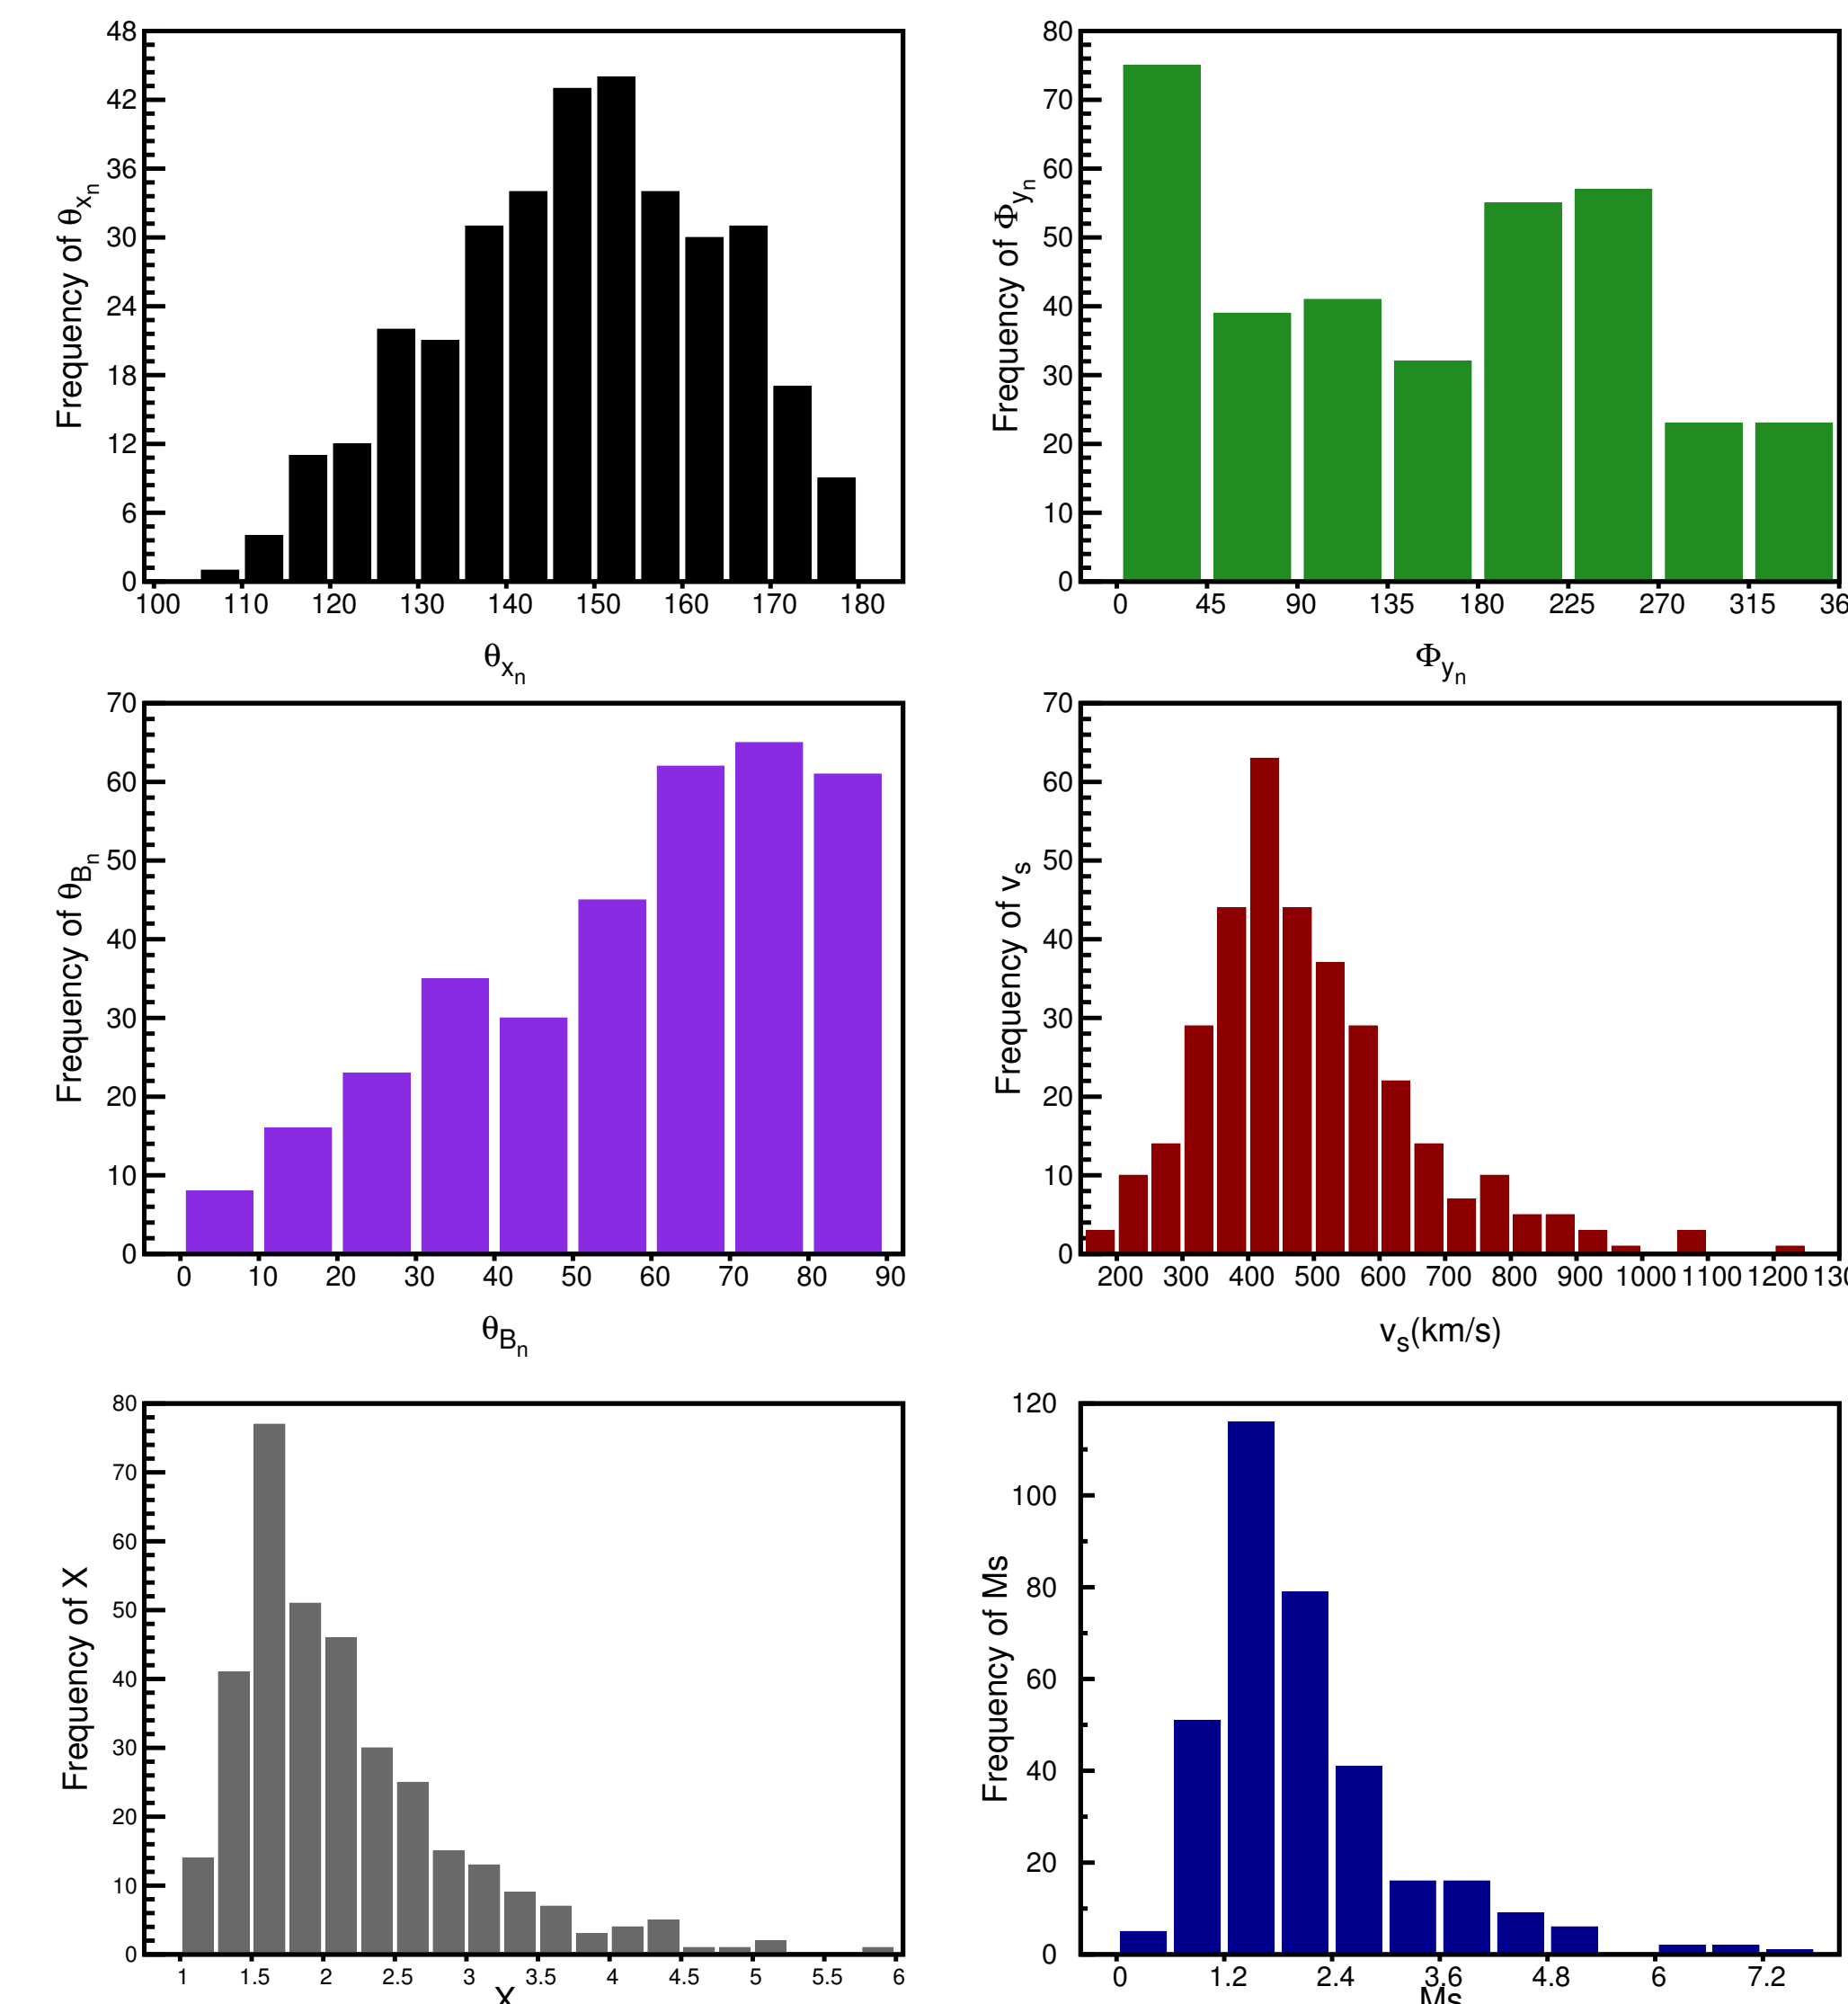 48
42
36
30
24
18
12
6
0
Frequency of θxn
100 110 120 130 140 150 160 170 180
θxn
80
70
60
50
40
30
20
10
0
Frequency of Φyn
0 45 90 135 180 225 270 315 36
Φyn
70
60
50
40
30
20
10
0
Frequency of θBn
0 10 20 30 40 50 60 70 80 90
θBn
70
60
50
40
30
20
10
0
Frequency of vs
200 300 400 500 600 700 800 900 1000 1100 1200 130
vs(km/s)
80
70
60
50
40
30
20
10
0
Frequency of X
1 1.5 2 2.5 3 3.5 4 4.5 5 5.5 6
X
120
100
80
60
40
20
0
Frequency of Ms
0 1.2 2.4 3.6 4.8 6 7.2
Ms